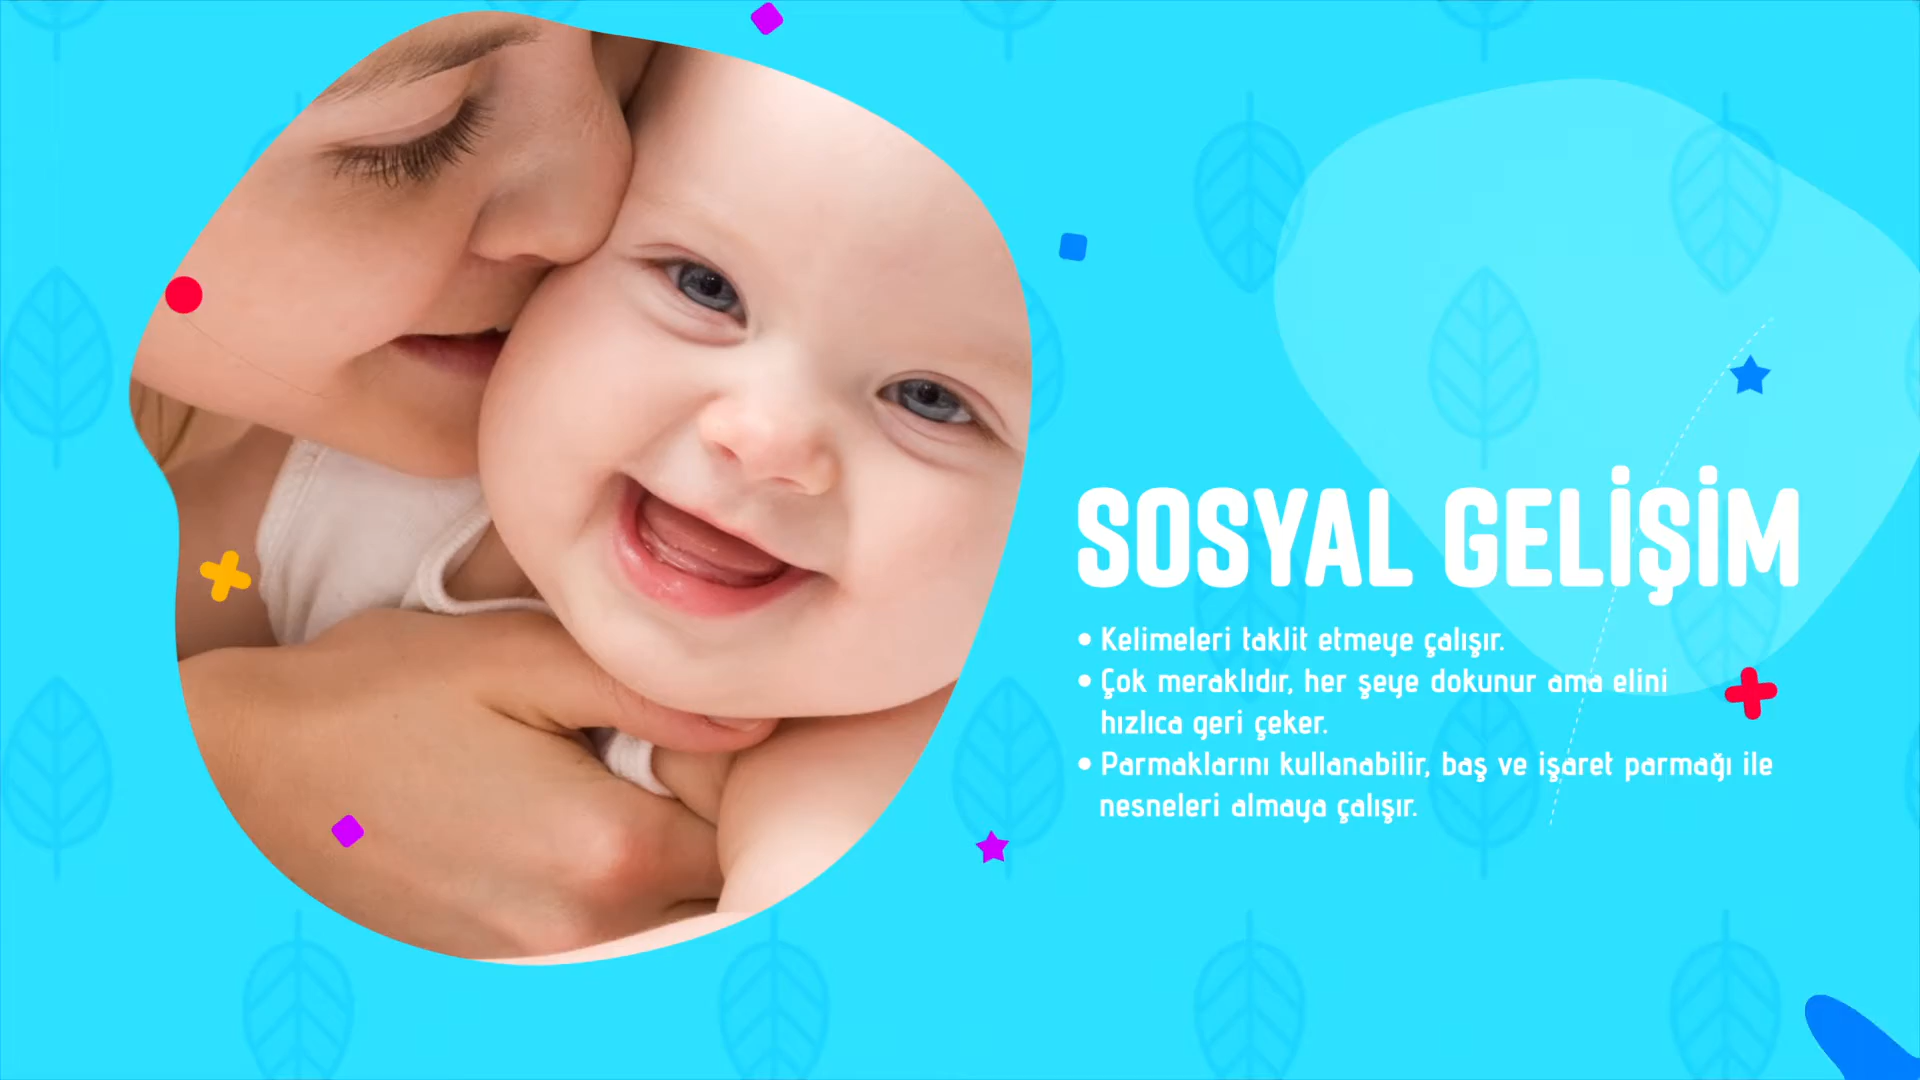 SOSYAL GELİŞİM
• Kelimeleri taklit etmeye çalışır.
• Çok meraklıdır, her şeye dokunur ama elini
hızlıca geri çeker.
• Parmaklarını kullanabilir, baş ve işaret parmağı ile
nesneleri almaya çalışır.